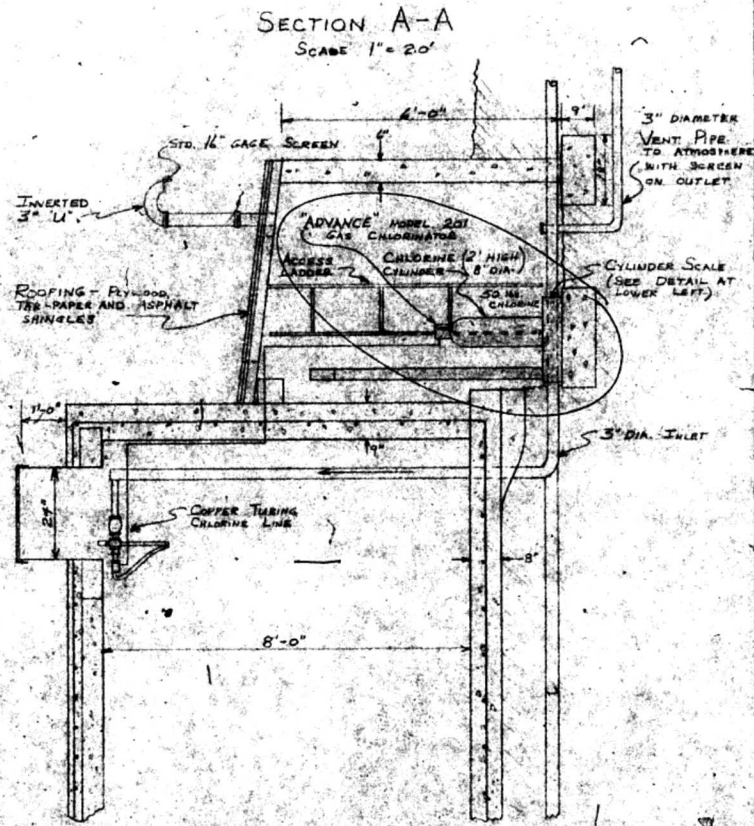 SECTION A-A
SCALE 1" = 2.0'
6'-0"
9"
6"
3" DIAMETER
VENT PIPE
TO ATMOSPHERE
WITH SCREEN
ON OUTLET
STD. 16" GAGE SCREEN
INVERTED
3" "U".
"ADVANCE" MODEL 201
GAS CHLORINATOR
ACCESS
LADDER
CHLORINE (2' HIGH)
CYLINDER 8" DIA.
50 lbs
CHLORINE
CYLINDER SCALE
(SEE DETAIL AT
LOWER LEFT)
ROOFING - PLYWOOD,
TAR-PAPER AND ASPHALT
SHINGLES
1'-0"
9"
3" DIA. INLET
24"
COPPER TUBING
CHLORINE LINE
8"
8'-0"